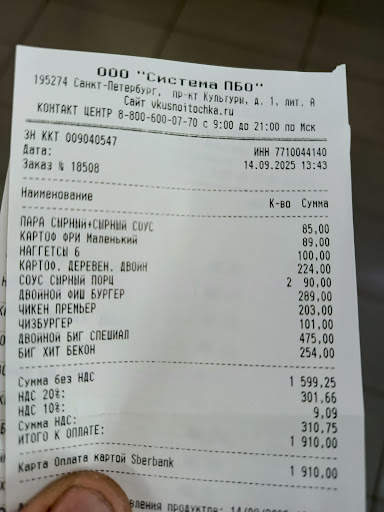 ООО "Система ПБО"
195274 Санкт-Петербург, пр-кт Культуры, д. 1, лит. А
Сайт vkusnoitochka.ru
КОНТАКТ ЦЕНТР 8-800-600-07-70 с 9:00 до 21:00 по Мск
ЗН ККТ 009040547 ИНН 7710044140
Дата: 14.09.2025 13:43
Заказ № 18508
Наименование К-во Сумма
ПАРА СЫРНЫЙ+СЫРНЫЙ СОУС 85,00
КАРТОФ ФРИ Маленький 89,00
НАГГЕТСЫ 6 100,00
КАРТОФ. ДЕРЕВЕН. ДВОЙН 224,00
СОУС СЫРНЫЙ ПОРЦ 2 90,00
ДВОЙНОЙ ФИШ БУРГЕР 289,00
ЧИКЕН ПРЕМЬЕР 203,00
ЧИЗБУРГЕР 101,00
ДВОЙНОЙ БИГ СПЕШИАЛ 475,00
БИГ ХИТ БЕКОН 254,00
Сумма без НДС 1 599,25
НДС 20%: 301,66
НДС 10%: 9,09
Сумма НДС: 310,75
ИТОГО К ОПЛАТЕ: 1 910,00
Карта Оплата картой Sberbank 1 910,00